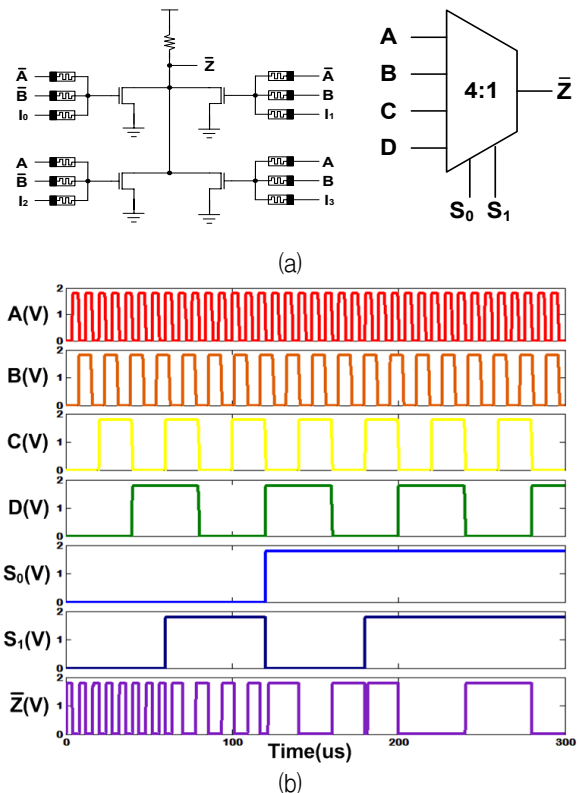 Z̅
A̅
B̅
I₀
A̅
B
I₁
A
B̅
I₂
A
B
I₃
A
B
C
D
4:1
Z̅
S₀ S₁
(a)
A(V) 2 1 0
B(V) 2 1 0
C(V) 2 1 0
D(V) 2 1 0
S₀(V) 2 1 0
S₁(V) 2 1 0
Z̅(V) 2 1 0
0 100 200 300
Time(us)
(b)